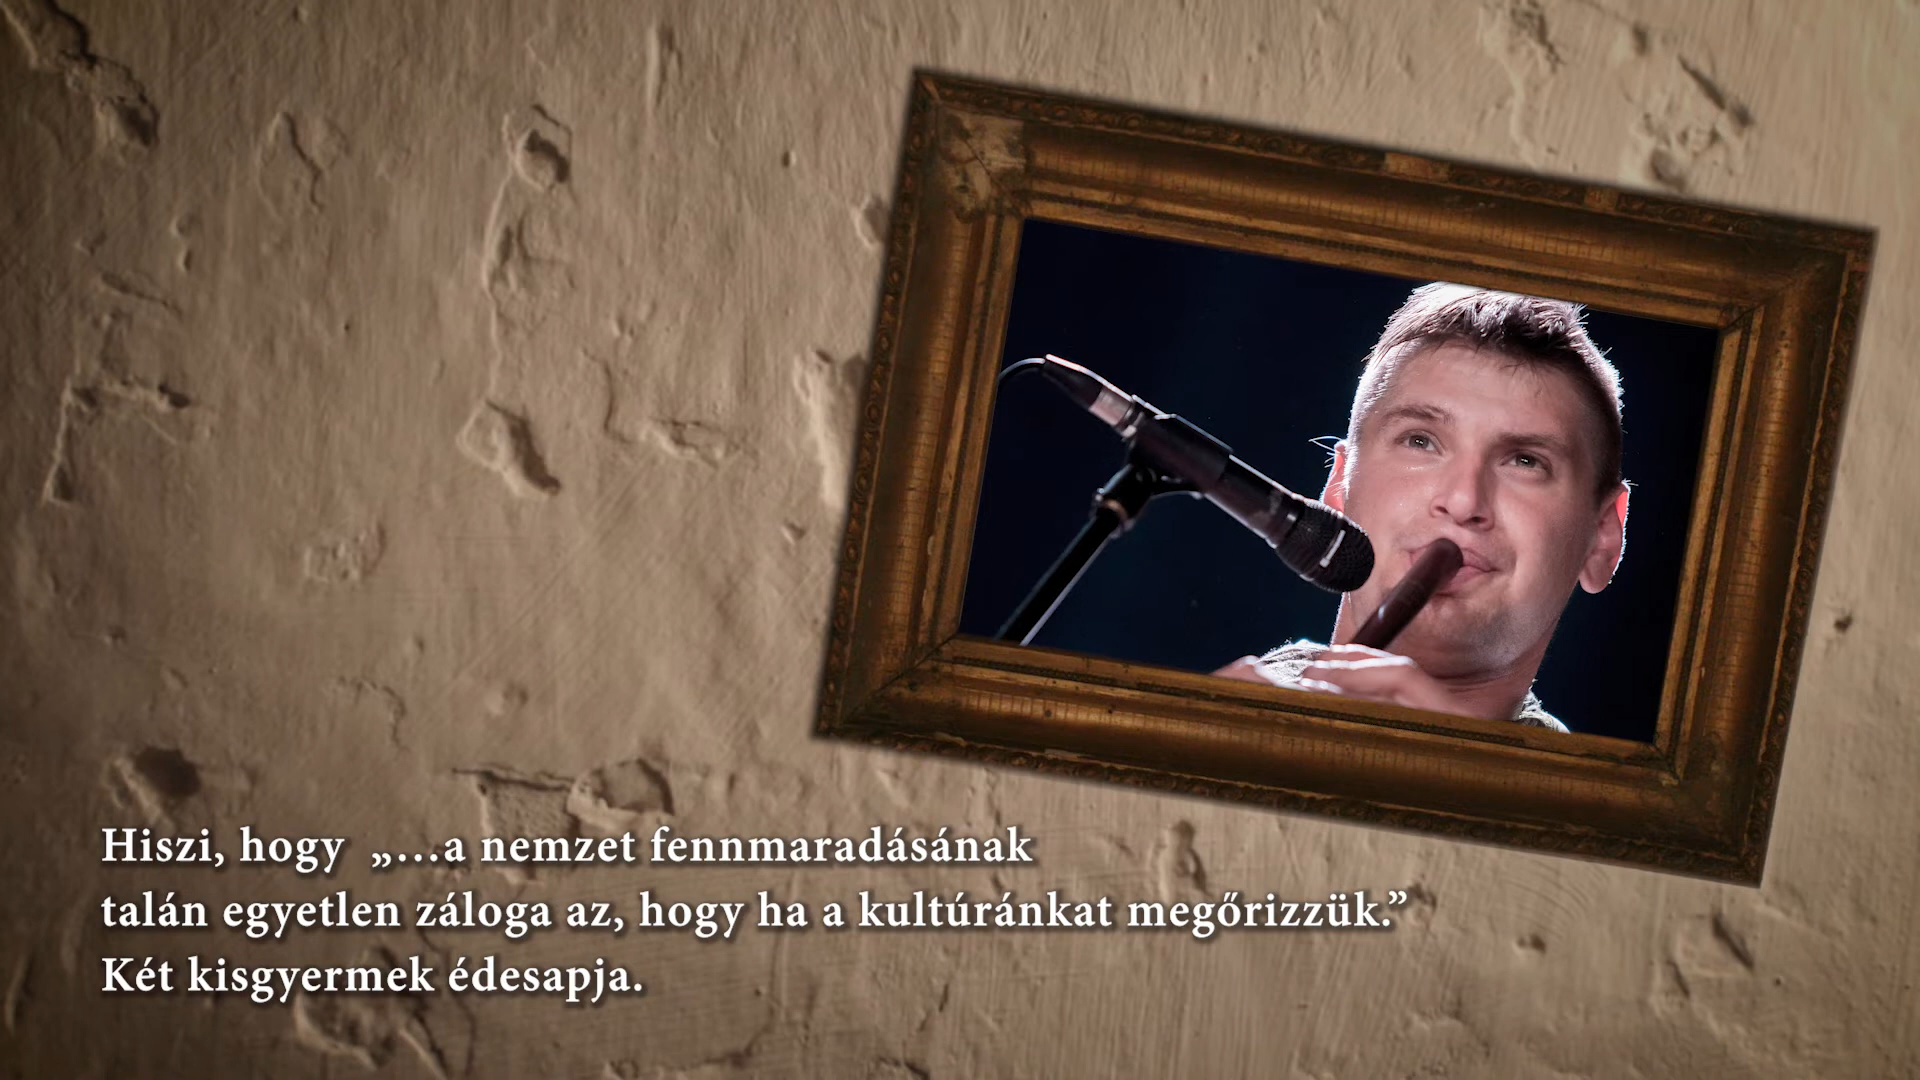 Hiszi, hogy „…a nemzet fennmaradásának
talán egyetlen záloga az, hogy ha a kultúránkat megőrizzük.”
Két kisgyermek édesapja.